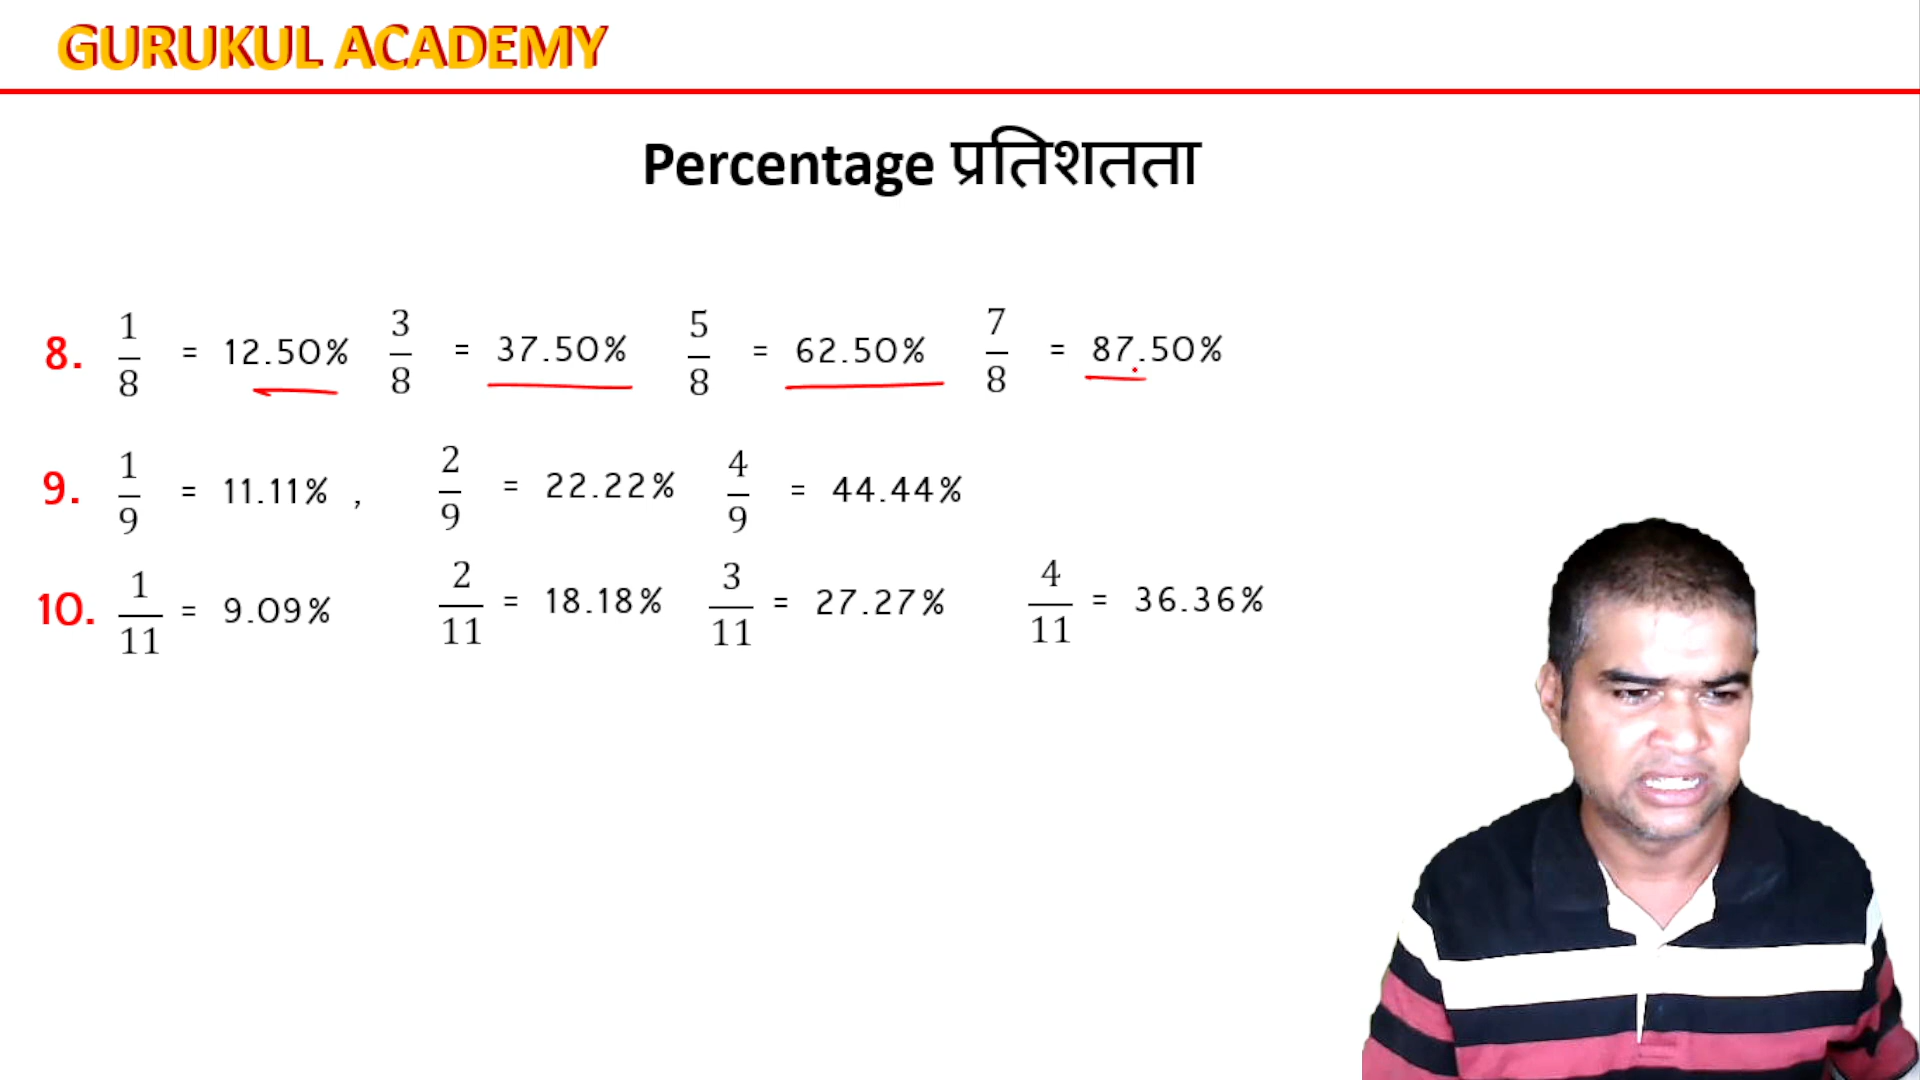 GURUKUL ACADEMY
Percentage प्रतिशतता
8. 1/8 = 12.50% 3/8 = 37.50% 5/8 = 62.50% 7/8 = 87.50%
9. 1/9 = 11.11% , 2/9 = 22.22% 4/9 = 44.44%
10. 1/11 = 9.09% 2/11 = 18.18% 3/11 = 27.27% 4/11 = 36.36%